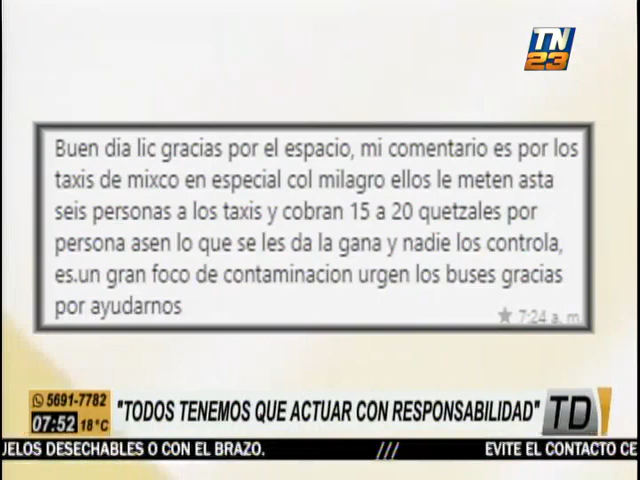 TN
23
Buen dia lic gracias por el espacio, mi comentario es por los
taxis de mixco en especial col milagro ellos le meten asta
seis personas a los taxis y cobran 15 a 20 quetzales por
persona asen lo que se les da la gana y nadie los controla,
es.un gran foco de contaminacion urgen los buses gracias
por ayudarnos
7:24 a. m.
5691-7782
07:52 18°C
"TODOS TENEMOS QUE ACTUAR CON RESPONSABILIDAD"
TD
UELOS DESECHABLES O CON EL BRAZO. /// EVITE EL CONTACTO CE